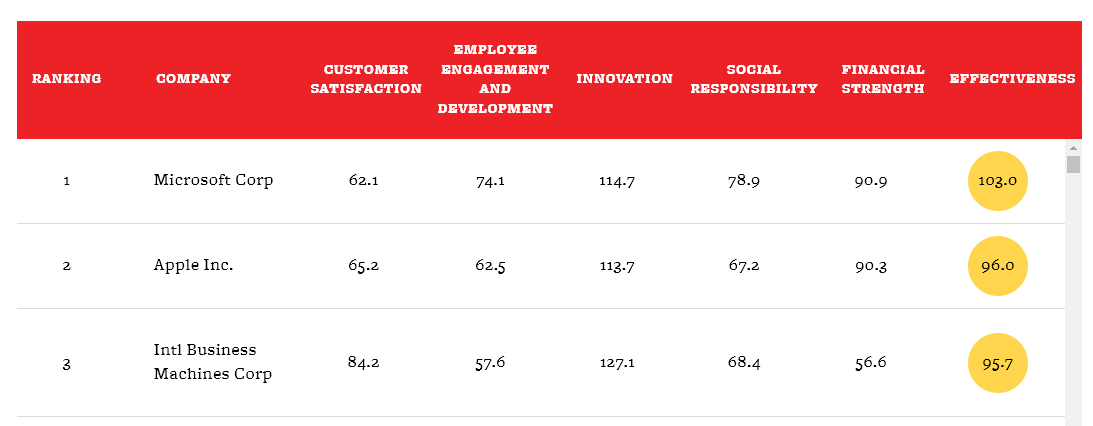 RANKING COMPANY CUSTOMER SATISFACTION EMPLOYEE ENGAGEMENT AND DEVELOPMENT INNOVATION SOCIAL RESPONSIBILITY FINANCIAL STRENGTH EFFECTIVENESS
1 Microsoft Corp 62.1 74.1 114.7 78.9 90.9 103.0
2 Apple Inc. 65.2 62.5 113.7 67.2 90.3 96.0
3 Intl Business Machines Corp 84.2 57.6 127.1 68.4 56.6 95.7